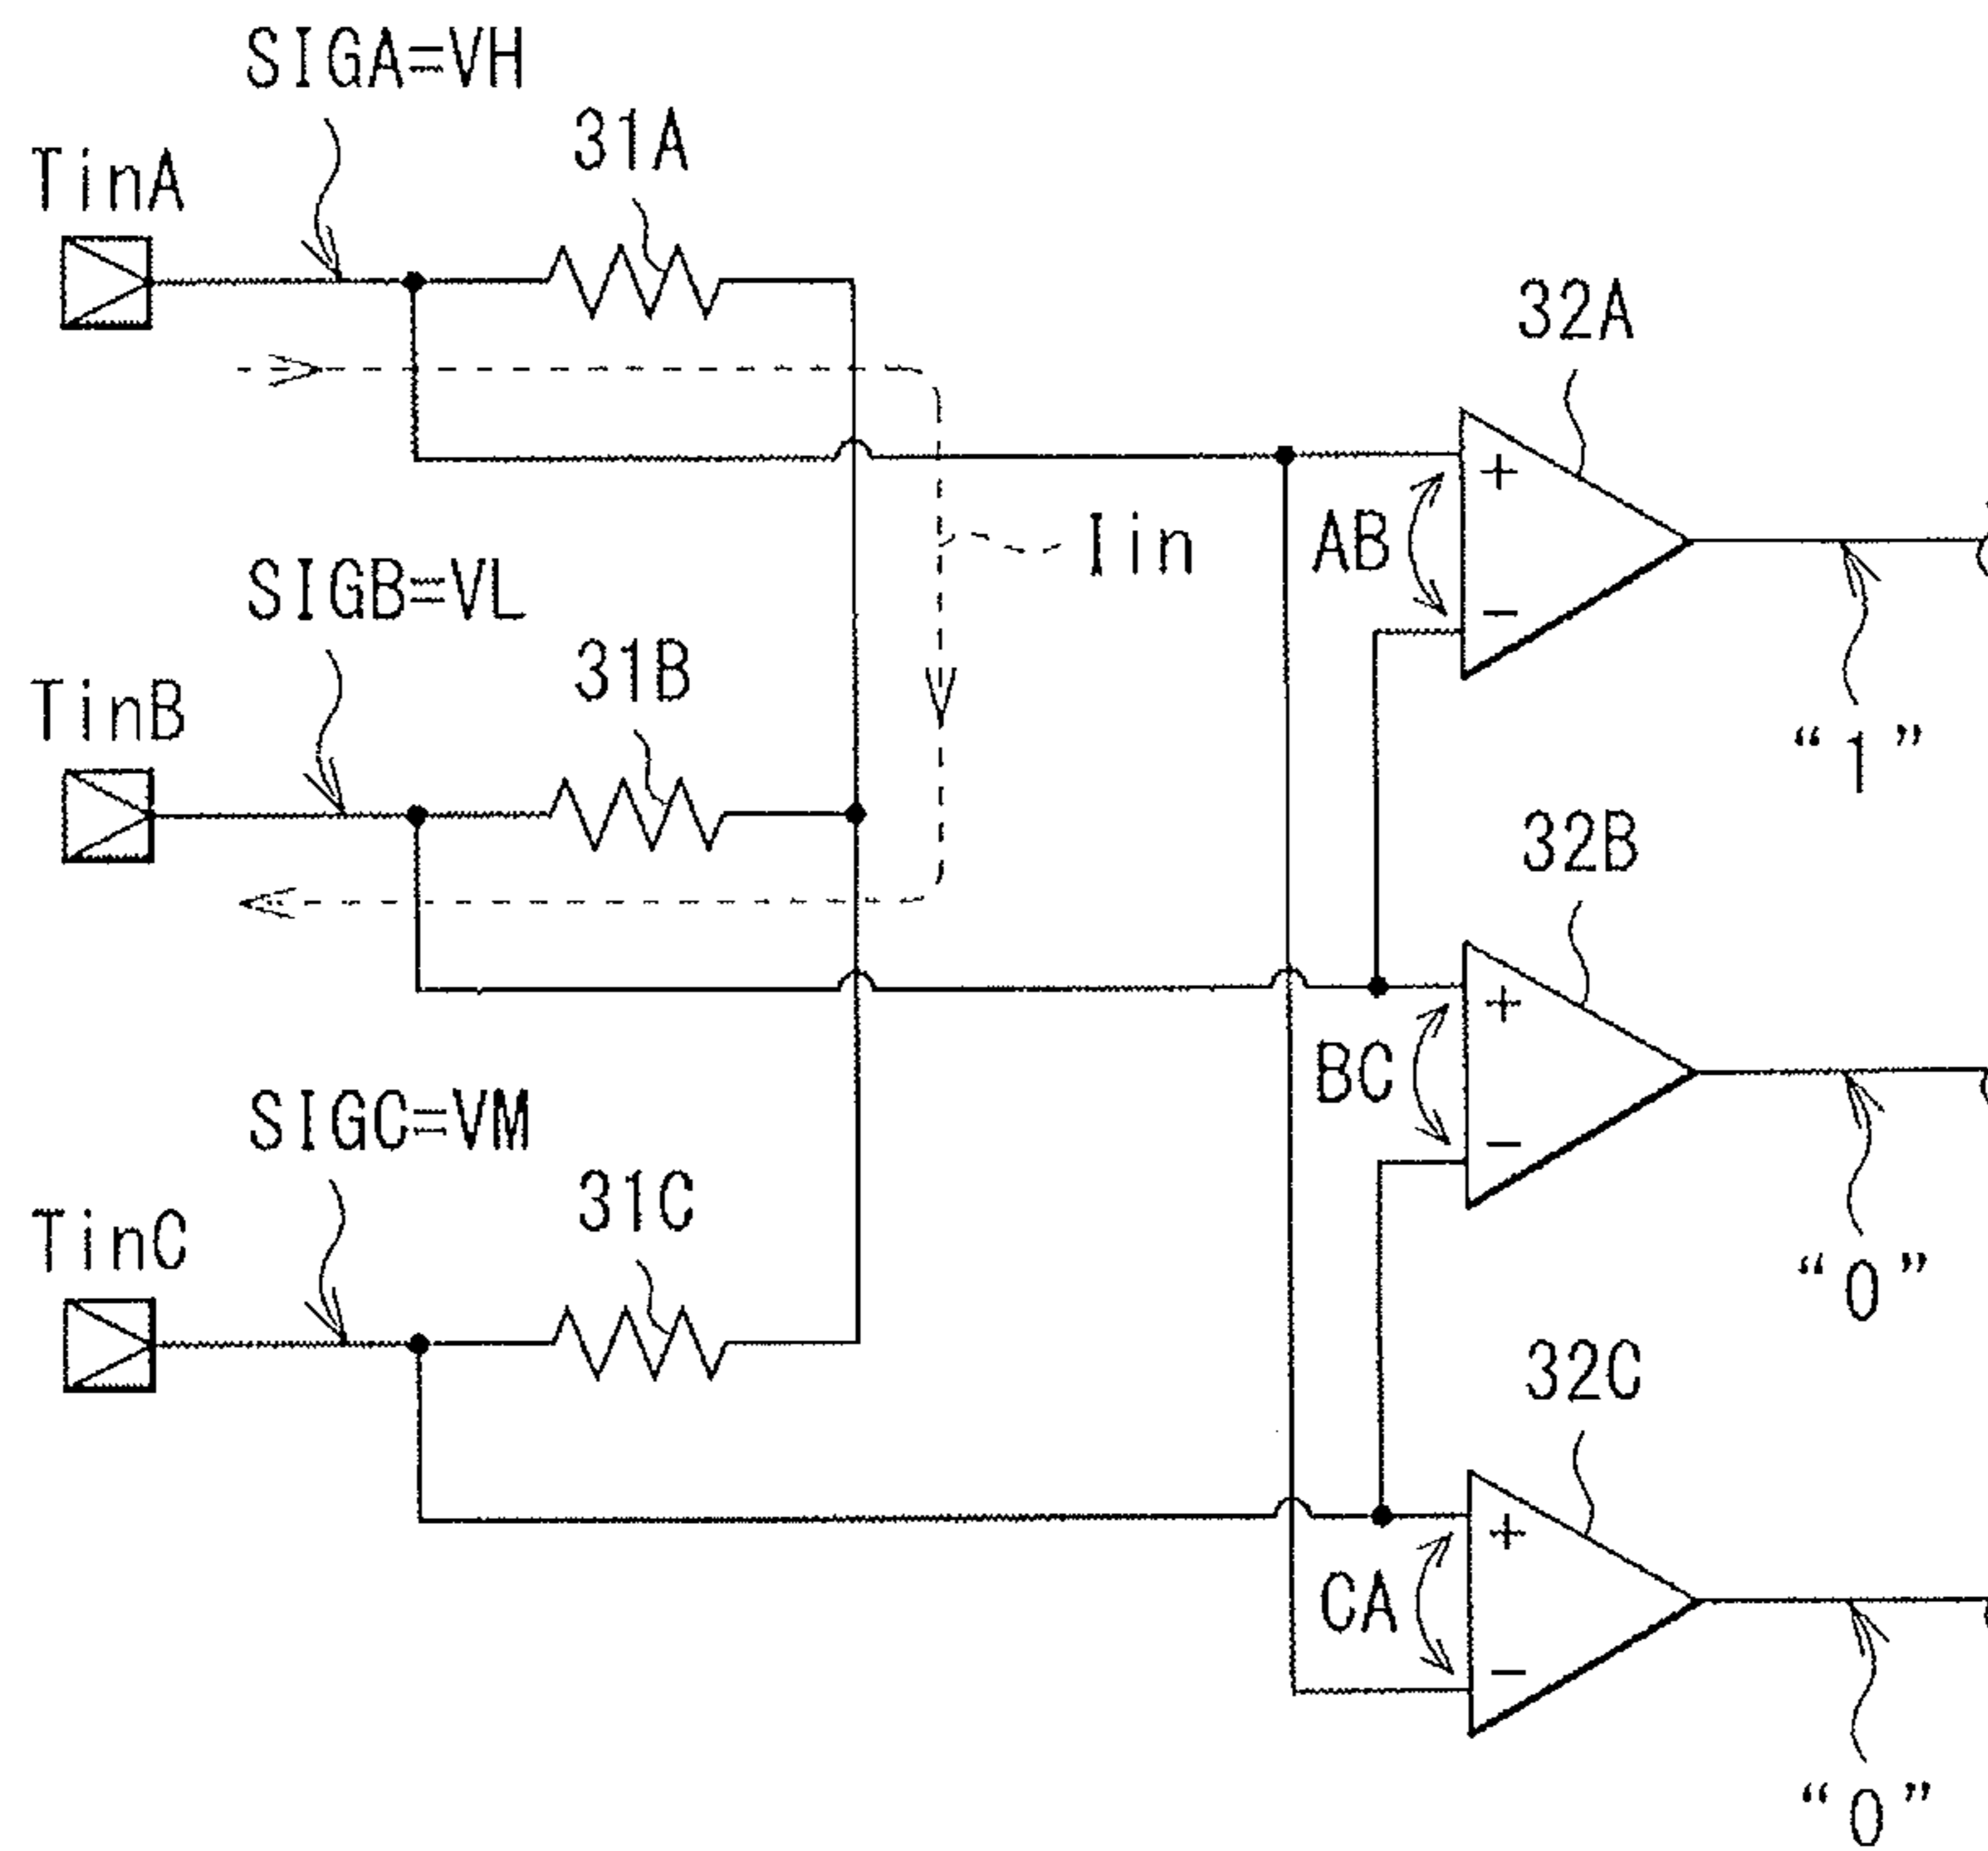 SIGA=VH
31A
TinA
32A
+
AB
−
Iin
“1”
SIGB=VL
31B
TinB
32B
+
BC
−
“0”
SIGC=VM
31C
TinC
32C
+
CA
−
“0”